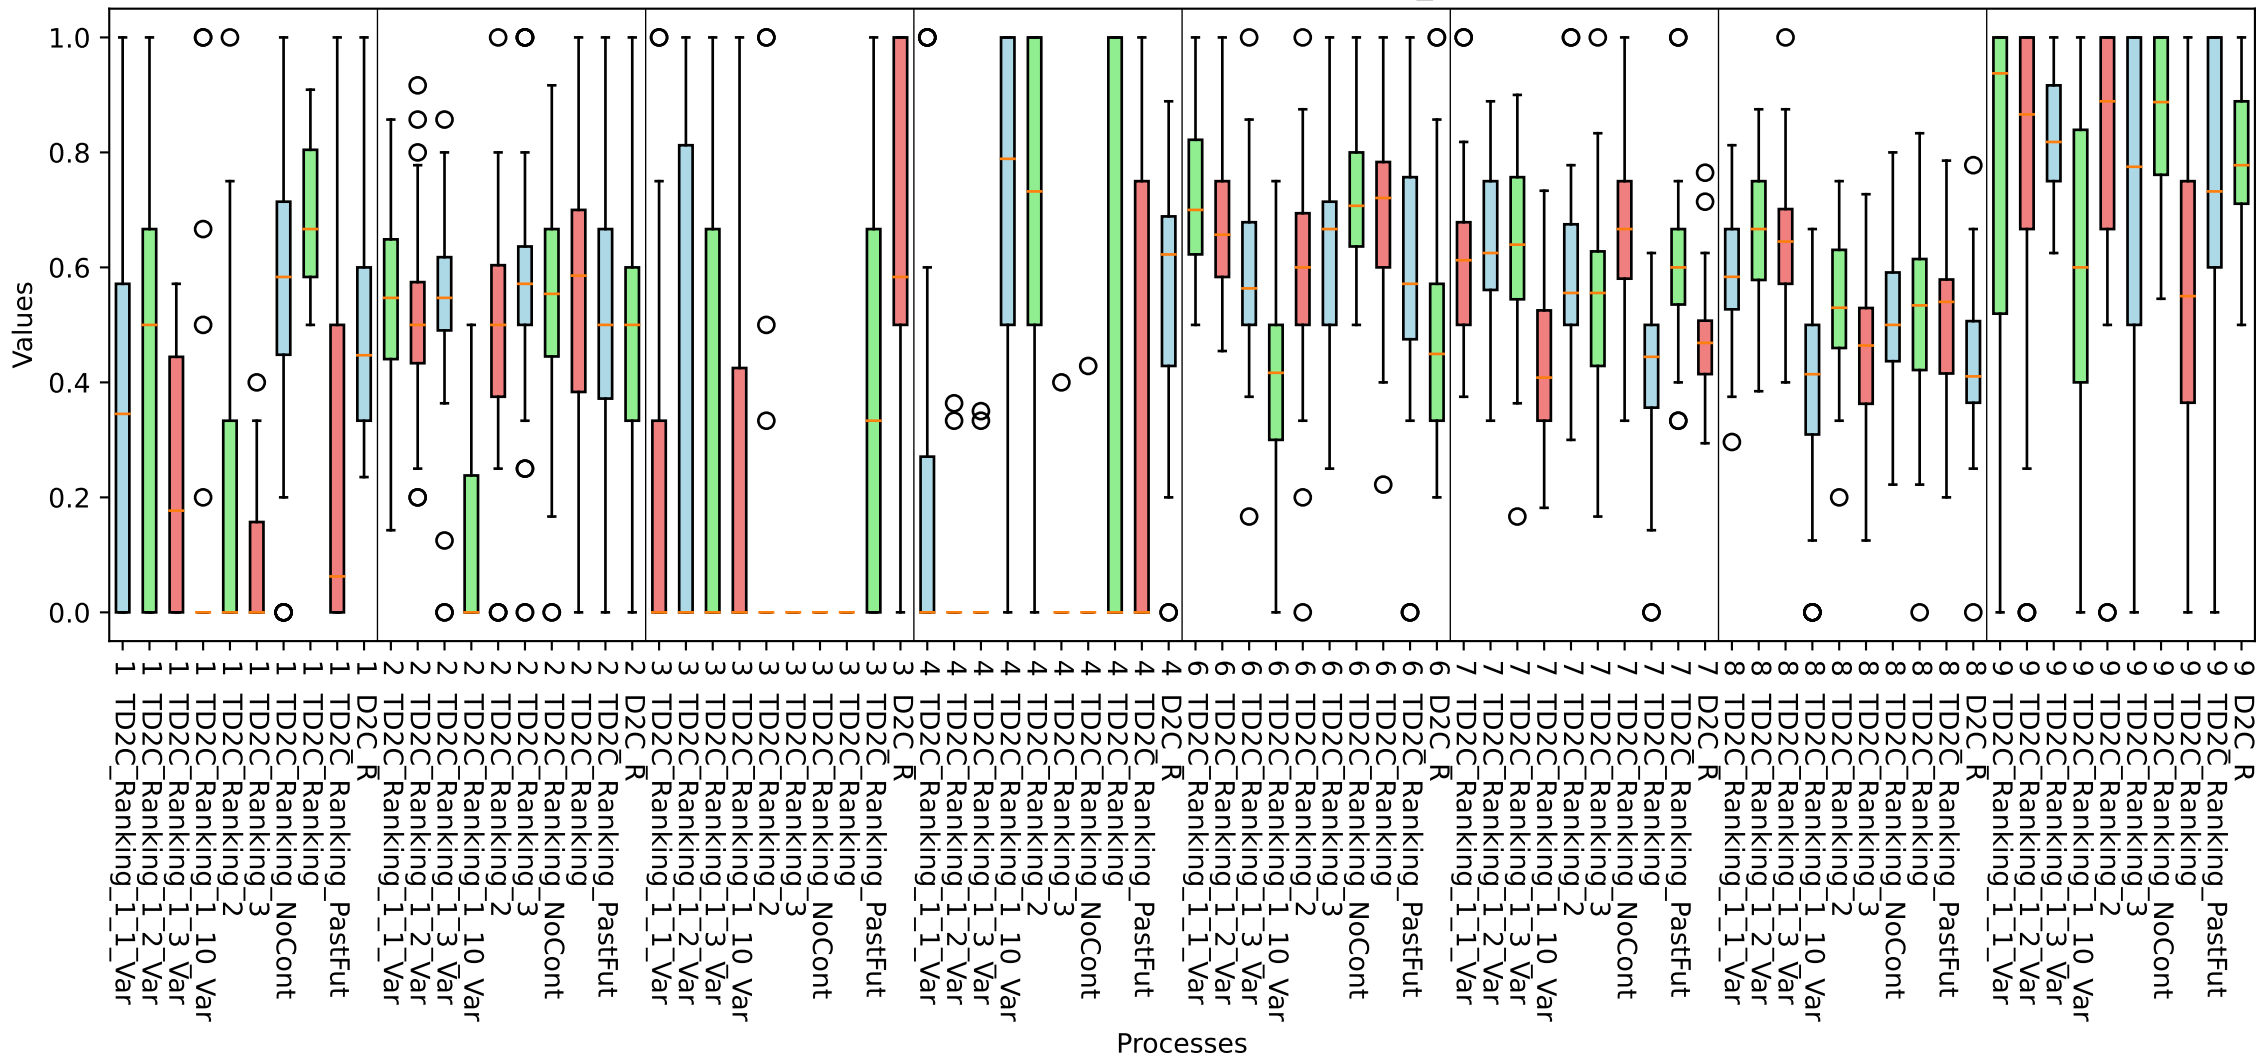 Values
1.0
0.8
0.6
0.4
0.2
0.0
1 TD2C_Ranking_1_1_Var
1 TD2C_Ranking_1_2_Var
1 TD2C_Ranking_1_3_Var
1 TD2C_Ranking_1_10_Var
1 TD2C_Ranking_2
1 TD2C_Ranking_3
1 TD2C_Ranking_NoCont
1 TD2C_Ranking
1 TD2C_Ranking_PastFut
1 D2C_R
2 TD2C_Ranking_1_1_Var
2 TD2C_Ranking_1_2_Var
2 TD2C_Ranking_1_3_Var
2 TD2C_Ranking_1_10_Var
2 TD2C_Ranking_2
2 TD2C_Ranking_3
2 TD2C_Ranking_NoCont
2 TD2C_Ranking
2 TD2C_Ranking_PastFut
2 D2C_R
3 TD2C_Ranking_1_1_Var
3 TD2C_Ranking_1_2_Var
3 TD2C_Ranking_1_3_Var
3 TD2C_Ranking_1_10_Var
3 TD2C_Ranking_2
3 TD2C_Ranking_3
3 TD2C_Ranking_NoCont
3 TD2C_Ranking
3 TD2C_Ranking_PastFut
3 D2C_R
4 TD2C_Ranking_1_1_Var
4 TD2C_Ranking_1_2_Var
4 TD2C_Ranking_1_3_Var
4 TD2C_Ranking_1_10_Var
4 TD2C_Ranking_2
4 TD2C_Ranking_3
4 TD2C_Ranking_NoCont
4 TD2C_Ranking
4 TD2C_Ranking_PastFut
4 D2C_R
6 TD2C_Ranking_1_1_Var
6 TD2C_Ranking_1_2_Var
6 TD2C_Ranking_1_3_Var
6 TD2C_Ranking_1_10_Var
6 TD2C_Ranking_2
6 TD2C_Ranking_3
6 TD2C_Ranking_NoCont
6 TD2C_Ranking
6 TD2C_Ranking_PastFut
6 D2C_R
7 TD2C_Ranking_1_1_Var
7 TD2C_Ranking_1_2_Var
7 TD2C_Ranking_1_3_Var
7 TD2C_Ranking_1_10_Var
7 TD2C_Ranking_2
7 TD2C_Ranking_3
7 TD2C_Ranking_NoCont
7 TD2C_Ranking
7 TD2C_Ranking_PastFut
7 D2C_R
8 TD2C_Ranking_1_1_Var
8 TD2C_Ranking_1_2_Var
8 TD2C_Ranking_1_3_Var
8 TD2C_Ranking_1_10_Var
8 TD2C_Ranking_2
8 TD2C_Ranking_3
8 TD2C_Ranking_NoCont
8 TD2C_Ranking
8 TD2C_Ranking_PastFut
8 D2C_R
9 TD2C_Ranking_1_1_Var
9 TD2C_Ranking_1_2_Var
9 TD2C_Ranking_1_3_Var
9 TD2C_Ranking_1_10_Var
9 TD2C_Ranking_2
9 TD2C_Ranking_3
9 TD2C_Ranking_NoCont
9 TD2C_Ranking
9 TD2C_Ranking_PastFut
9 D2C_R
Processes